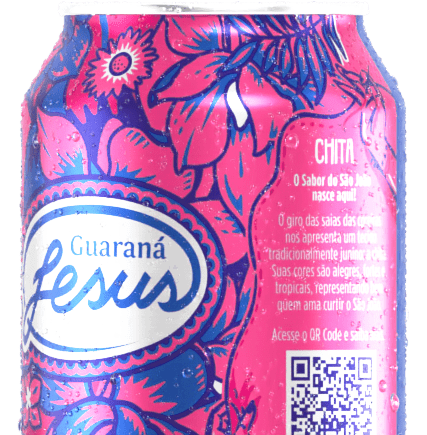 Guaraná
Jesus
CHITA
O Sabor do São João
nasce aqui!
O giro das saias das
nos apresenta um
tradicionalmente junino:
Suas cores são alegres,
tropicais, representando
quem ama curtir o São
Acesse o QR Code e saiba